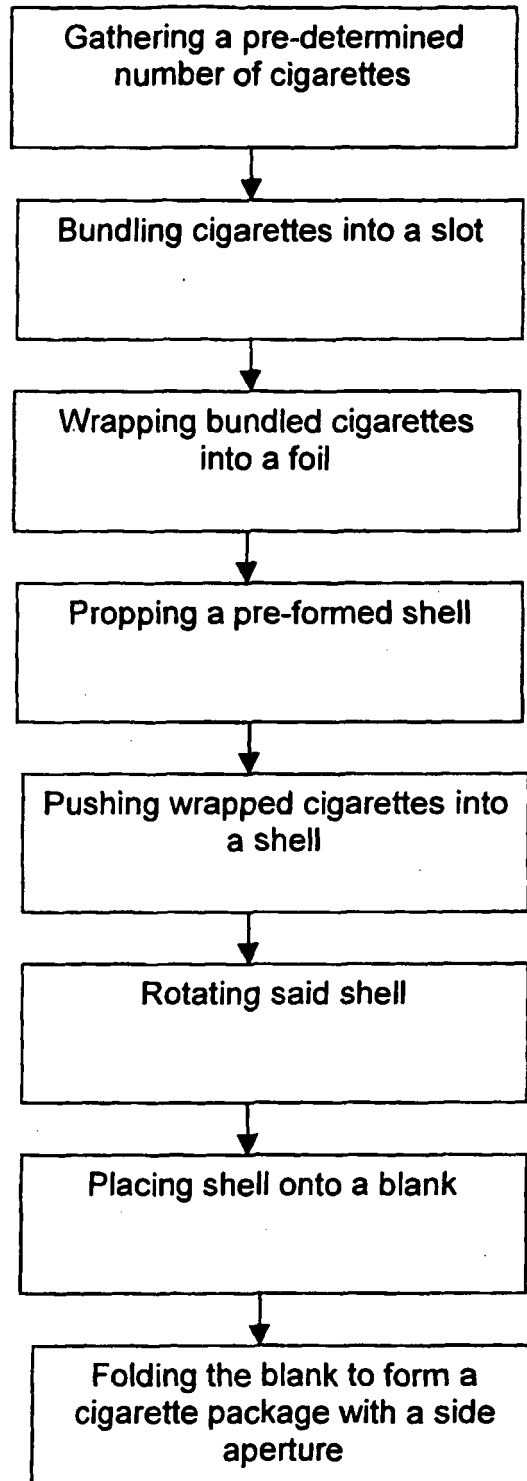 Gathering a pre-determined
number of cigarettes
Bundling cigarettes into a slot
Wrapping bundled cigarettes
into a foil
Propping a pre-formed shell
Pushing wrapped cigarettes into
a shell
Rotating said shell
Placing shell onto a blank
Folding the blank to form a
cigarette package with a side
aperture